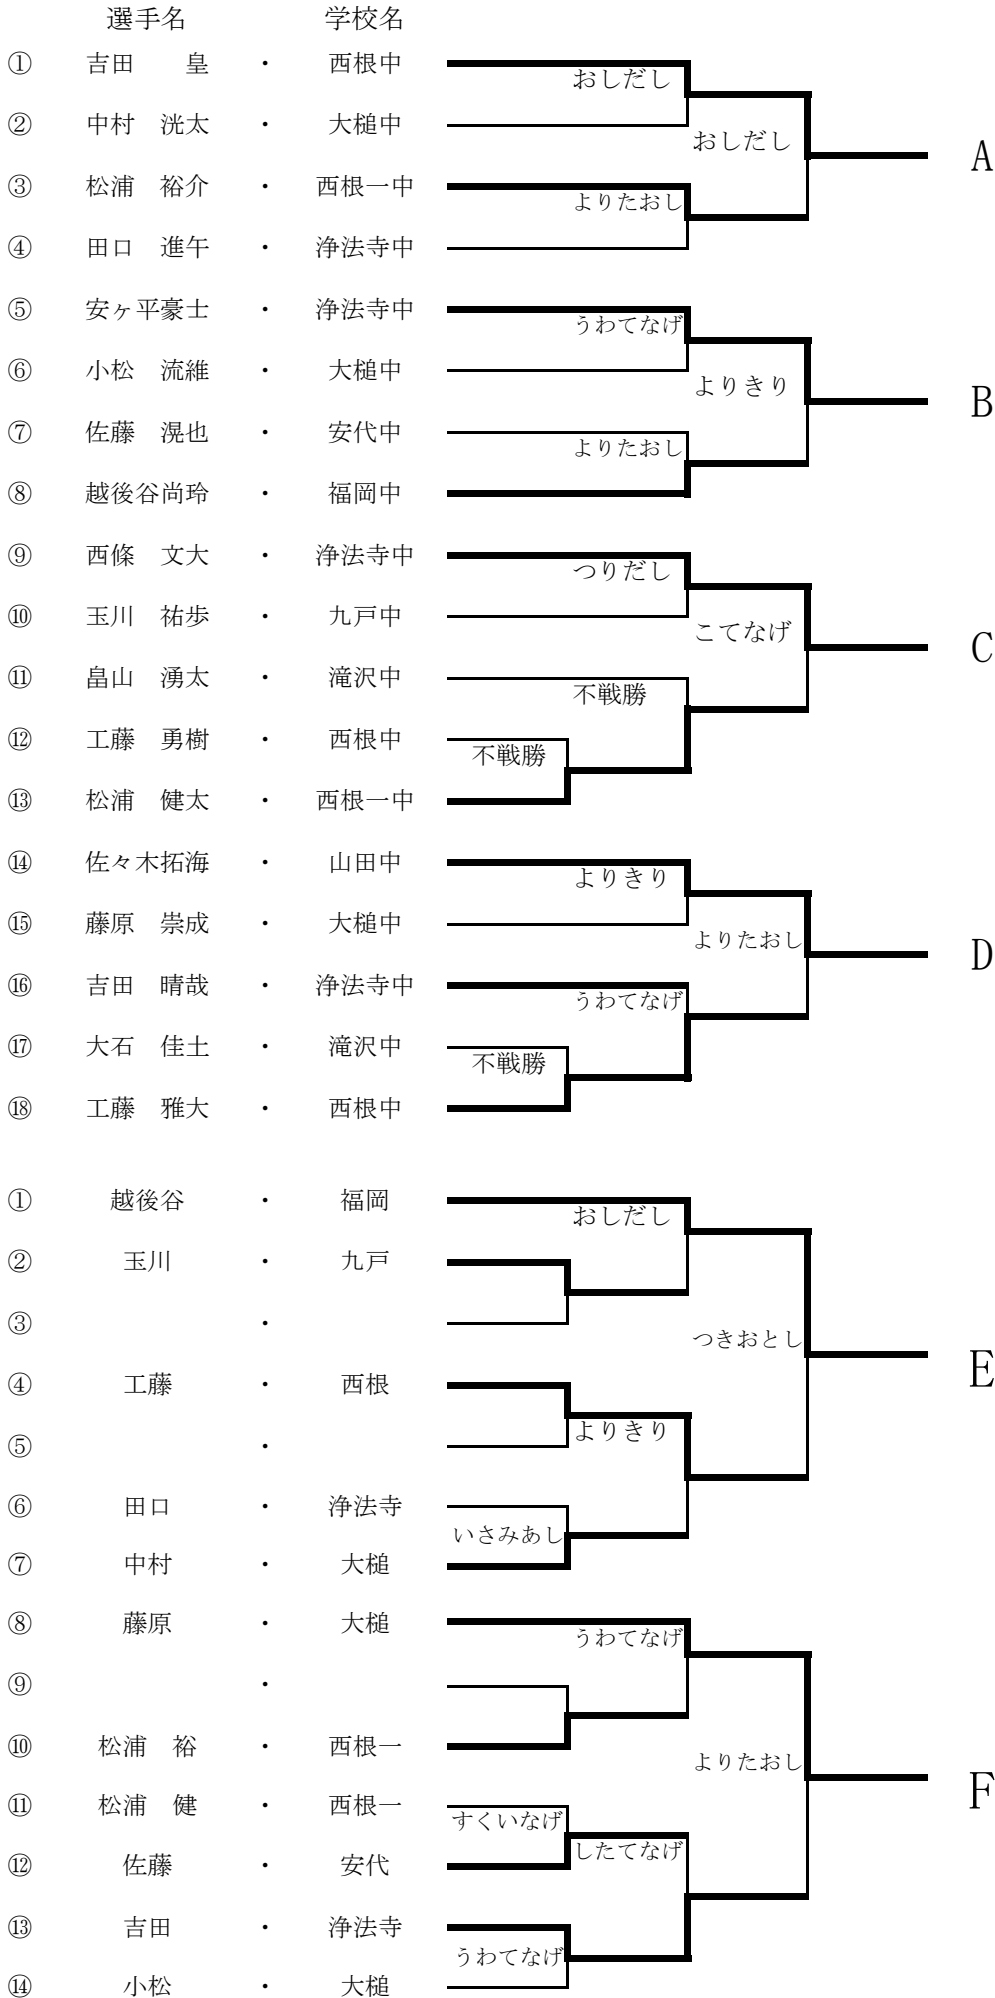 選手名 学校名
① 吉田 皇 ・ 西根中
おしだし
② 中村 洸太 ・ 大槌中
おしだし
A
③ 松浦 裕介 ・ 西根一中
よりたおし
④ 田口 進午 ・ 浄法寺中
⑤ 安ヶ平豪士 ・ 浄法寺中
うわてなげ
⑥ 小松 流維 ・ 大槌中
よりきり
B
⑦ 佐藤 滉也 ・ 安代中
よりたおし
⑧ 越後谷尚玲 ・ 福岡中
⑨ 西條 文大 ・ 浄法寺中
つりだし
⑩ 玉川 祐歩 ・ 九戸中
こてなげ
C
⑪ 畠山 湧太 ・ 滝沢中
不戦勝
⑫ 工藤 勇樹 ・ 西根中
不戦勝
⑬ 松浦 健太 ・ 西根一中
⑭ 佐々木拓海 ・ 山田中
よりきり
⑮ 藤原 崇成 ・ 大槌中
よりたおし
D
⑯ 吉田 晴哉 ・ 浄法寺中
うわてなげ
⑰ 大石 佳土 ・ 滝沢中
不戦勝
⑱ 工藤 雅大 ・ 西根中
① 越後谷 ・ 福岡
おしだし
② 玉川 ・ 九戸
③ ・
つきおとし
E
④ 工藤 ・ 西根
よりきり
⑤ ・
⑥ 田口 ・ 浄法寺
いさみあし
⑦ 中村 ・ 大槌
⑧ 藤原 ・ 大槌
うわてなげ
⑨ ・
⑩ 松浦 裕 ・ 西根一
よりたおし
F
⑪ 松浦 健 ・ 西根一
すくいなげ
したてなげ
⑫ 佐藤 ・ 安代
⑬ 吉田 ・ 浄法寺
うわてなげ
⑭ 小松 ・ 大槌